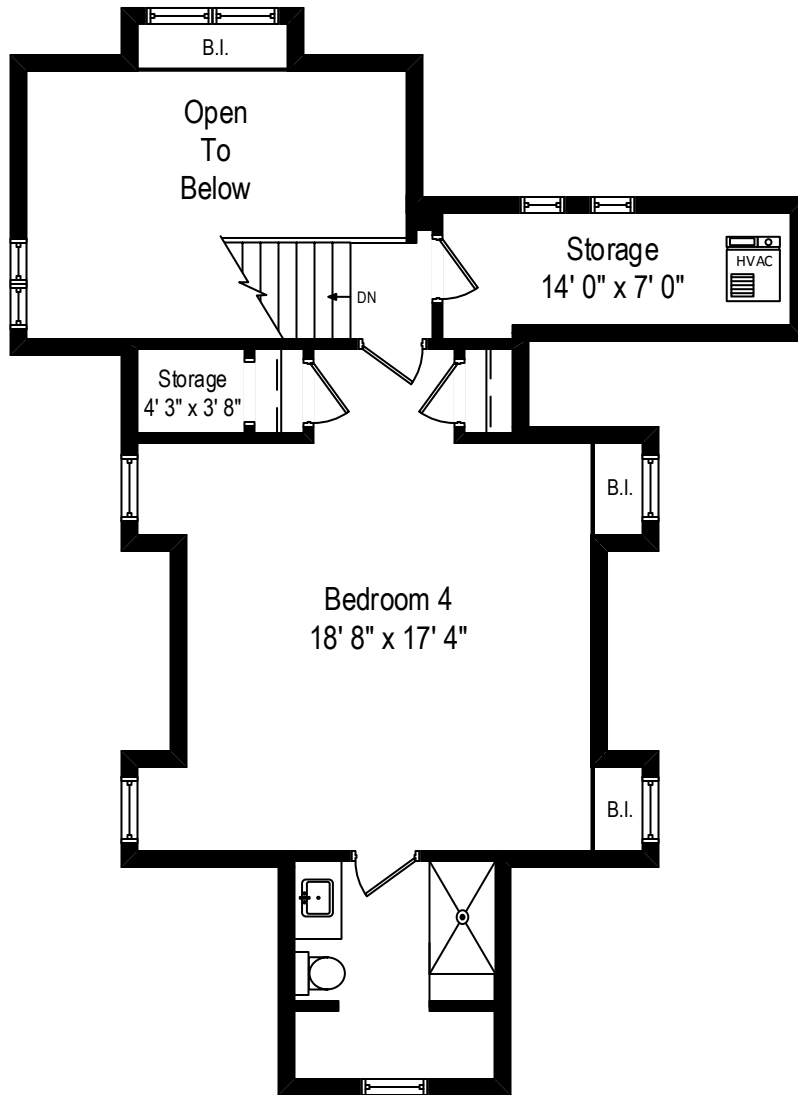 B.I.
Open
To
Below
Storage
14' 0" x 7' 0"
HVAC
DN
Storage
4' 3" x 3' 8"
B.I.
Bedroom 4
18' 8" x 17' 4"
B.I.